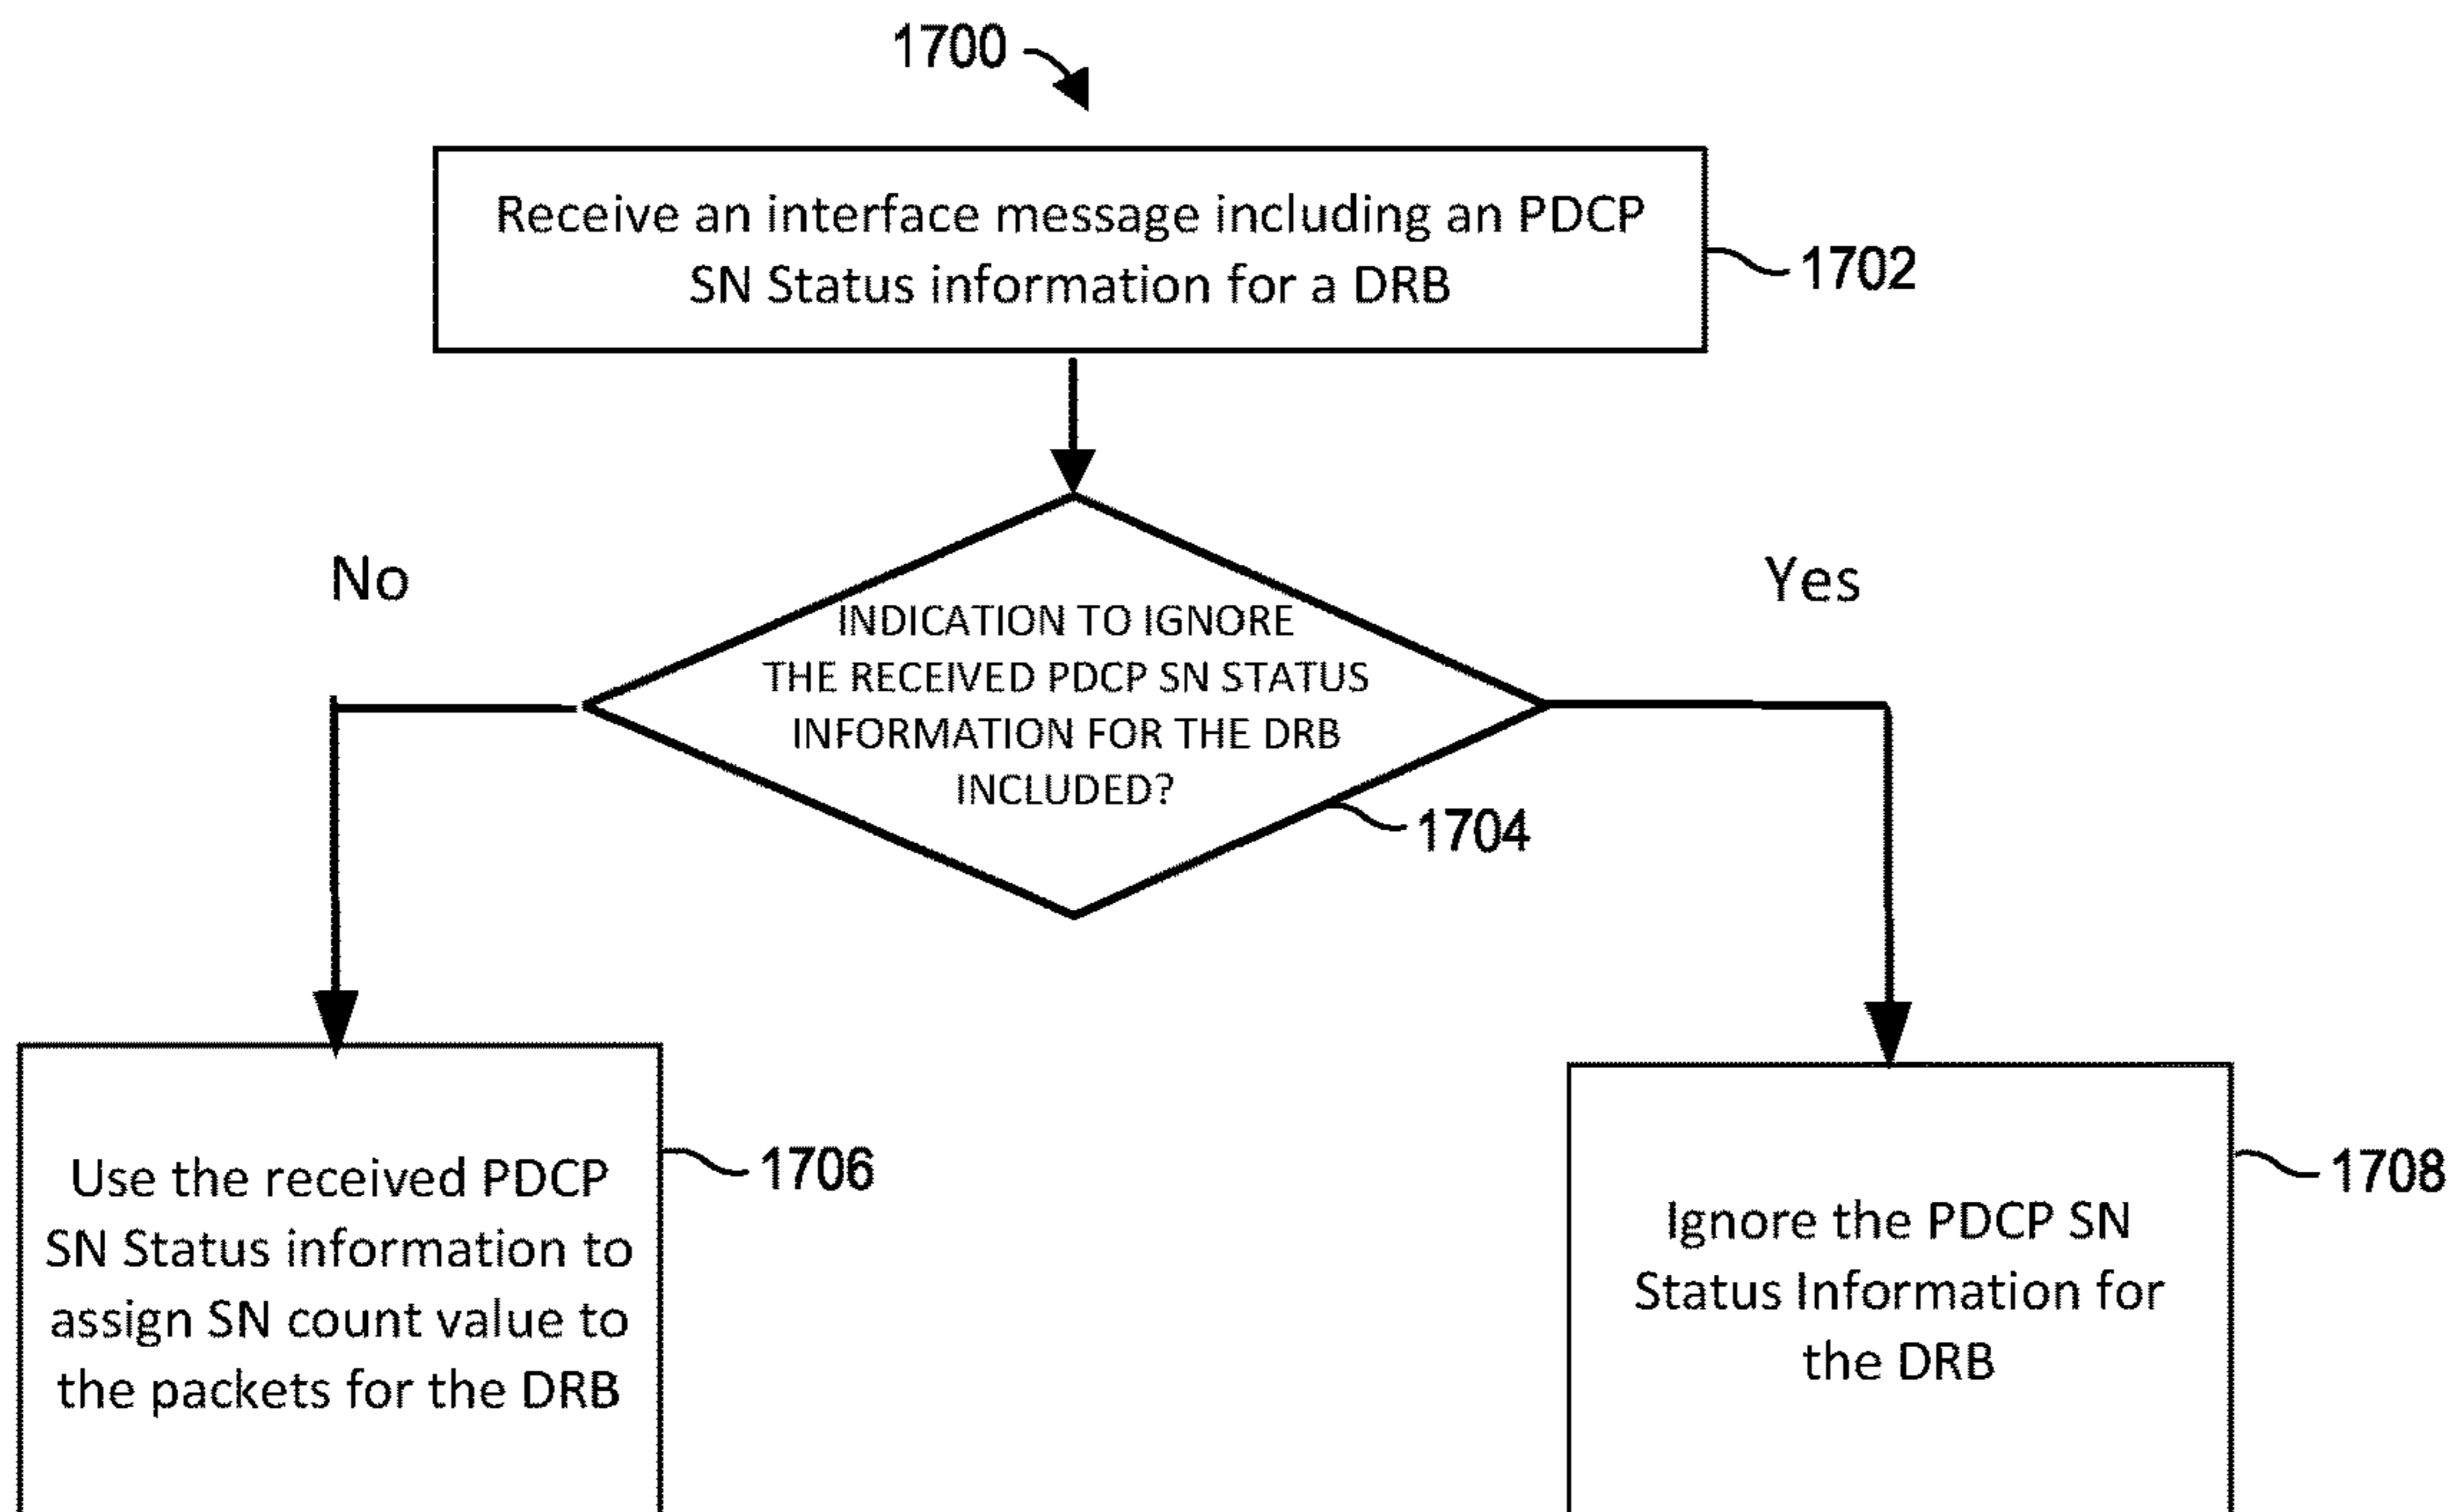 1700
Receive an interface message including an PDCP
SN Status information for a DRB
1702
No
Yes
INDICATION TO IGNORE
THE RECEIVED PDCP SN STATUS
INFORMATION FOR THE DRB
INCLUDED?
1704
Use the received PDCP
SN Status information to
assign SN count value to
the packets for the DRB
1706
Ignore the PDCP SN
Status Information for
the DRB
1708